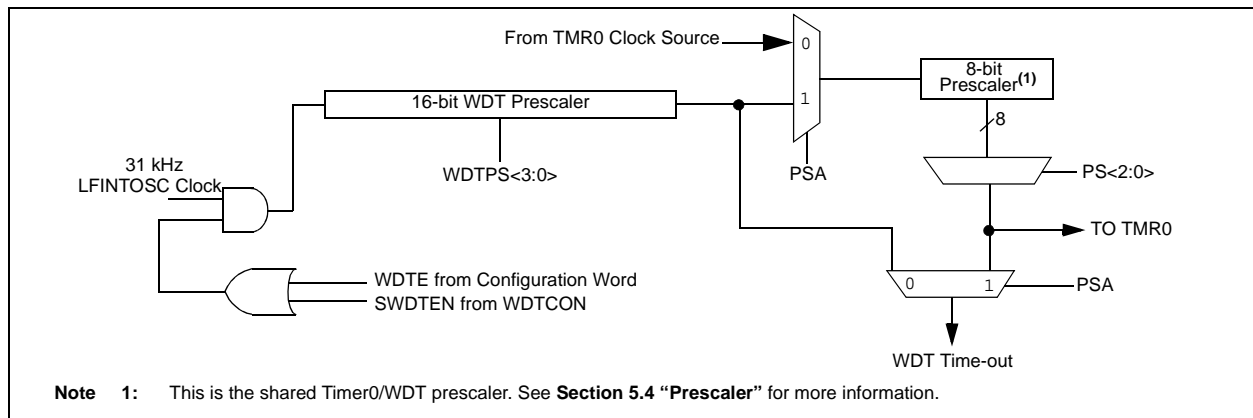 From TMR0 Clock Source
0
1
8-bit
Prescaler(1)
16-bit WDT Prescaler
8
31 kHz
LFINTOSC Clock
WDTPS<3:0>
PSA
PS<2:0>
TO TMR0
WDTE from Configuration Word
SWDTEN from WDTCON
0
1
PSA
WDT Time-out
Note 1: This is the shared Timer0/WDT prescaler. See Section 5.4 “Prescaler” for more information.